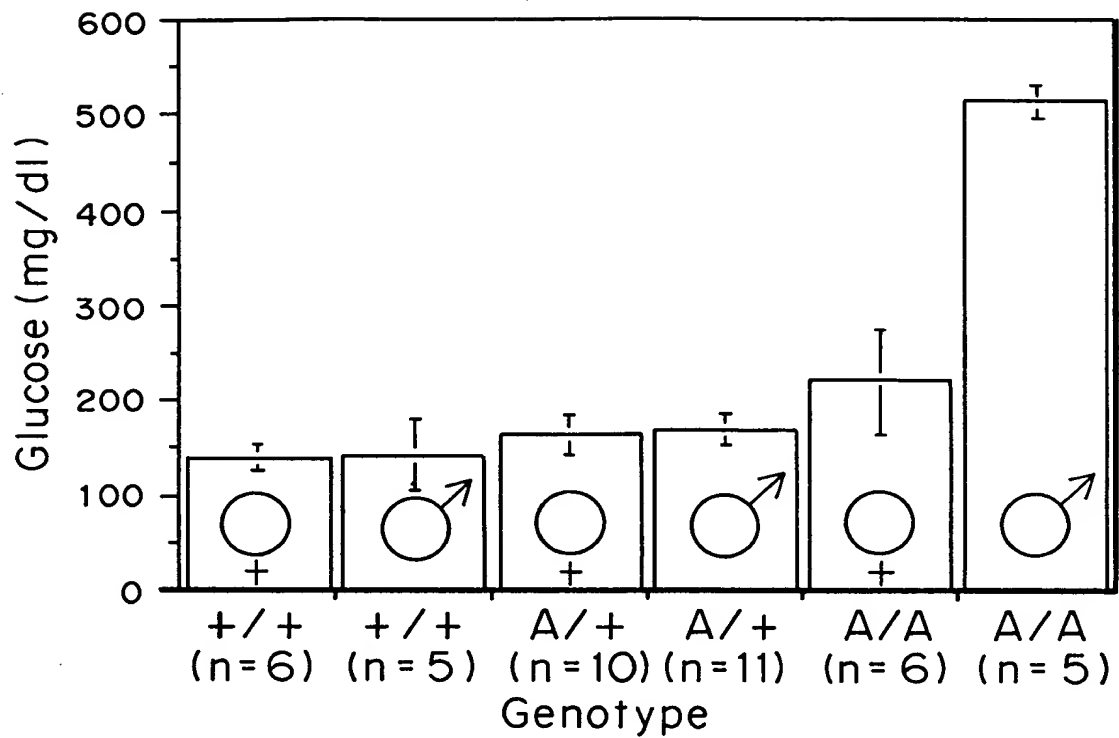 600
500
400
300
200
100
0
Glucose (mg/dl)
+/+ +/+ A/+ A/+ A/A A/A
(n=6) (n=5) (n=10) (n=11) (n=6) (n=5)
Genotype